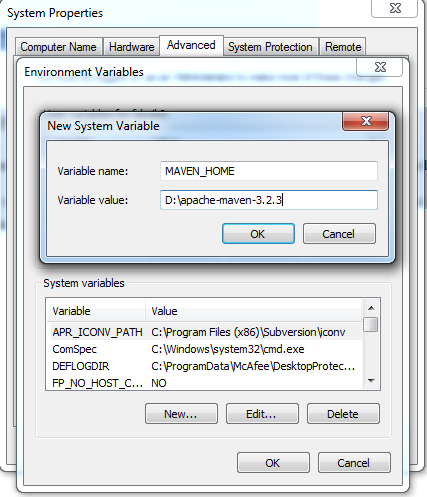 System Properties
Computer Name Hardware Advanced System Protection Remote
Environment Variables
New System Variable
Variable name: MAVEN_HOME
Variable value: D:\apache-maven-3.2.3
OK Cancel
System variables
Variable Value
APR_ICONV_PATH C:\Program Files (x86)\Subversion\iconv
ComSpec C:\Windows\system32\cmd.exe
DEFLOGDIR C:\ProgramData\McAfee\DesktopProtec...
FP_NO_HOST_C... NO
New... Edit... Delete
OK Cancel